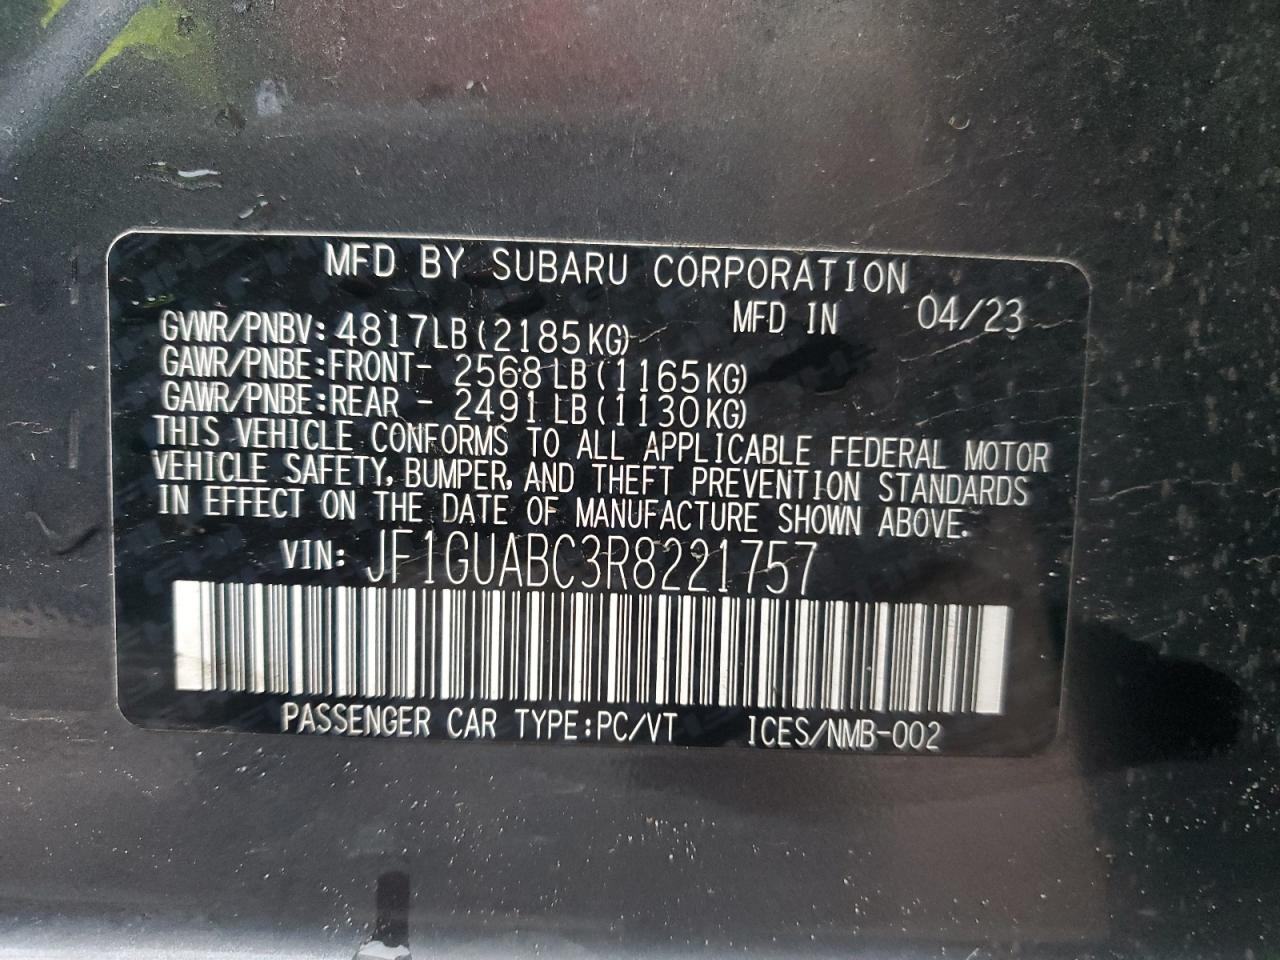 MFD BY SUBARU CORPORATION
MFD IN 04/23
GVWR/PNBV: 4817LB (2185KG)
GAWR/PNBE:FRONT- 2568LB (1165KG)
GAWR/PNBE:REAR - 2491LB (1130KG)
THIS VEHICLE CONFORMS TO ALL APPLICABLE FEDERAL MOTOR
VEHICLE SAFETY, BUMPER, AND THEFT PREVENTION STANDARDS
IN EFFECT ON THE DATE OF MANUFACTURE SHOWN ABOVE.
VIN: JF1GUABC3R8221757
PASSENGER CAR TYPE:PC/VT ICES/NMB-002